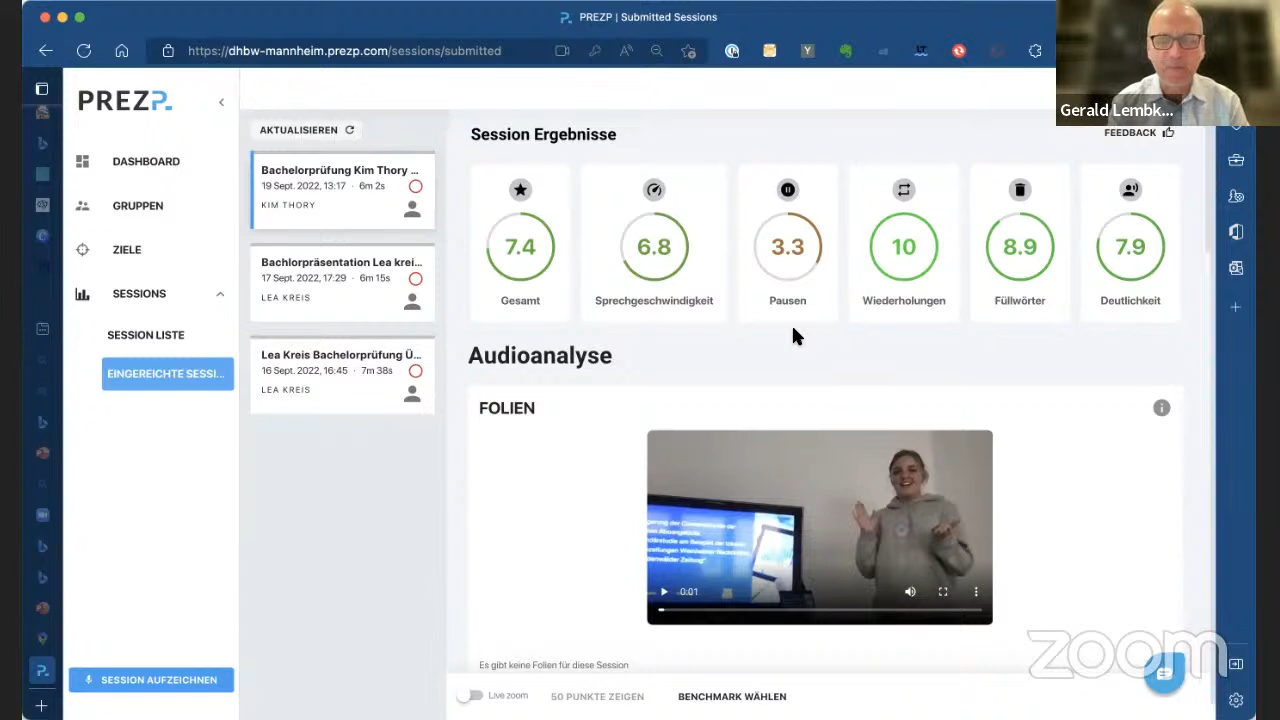 PREZP | Submitted Sessions
https://dhbw-mannheim.prezp.com/sessions/submitted
Gerald Lembk...
PREZP
DASHBOARD
GRUPPEN
ZIELE
SESSIONS
SESSION LISTE
EINGEREICHTE SESSI...
SESSION AUFZEICHNEN
AKTUALISIEREN
Bachelorprüfung Kim Thory ...
19 Sept. 2022, 13:17 · 6m 2s
KIM THORY
Bachlorpräsentation Lea krei...
17 Sept. 2022, 17:29 · 6m 15s
LEA KREIS
Lea Kreis Bachelorprüfung Ü...
16 Sept. 2022, 16:45 · 7m 38s
LEA KREIS
Session Ergebnisse
FEEDBACK
7.4
6.8
3.3
10
8.9
7.9
Gesamt
Sprechgeschwindigkeit
Pausen
Wiederholungen
Füllwörter
Deutlichkeit
Audioanalyse
FOLIEN
0:01
Es gibt keine Folien für diese Session
Live zoom
50 PUNKTE ZEIGEN
BENCHMARK WÄHLEN
zoom